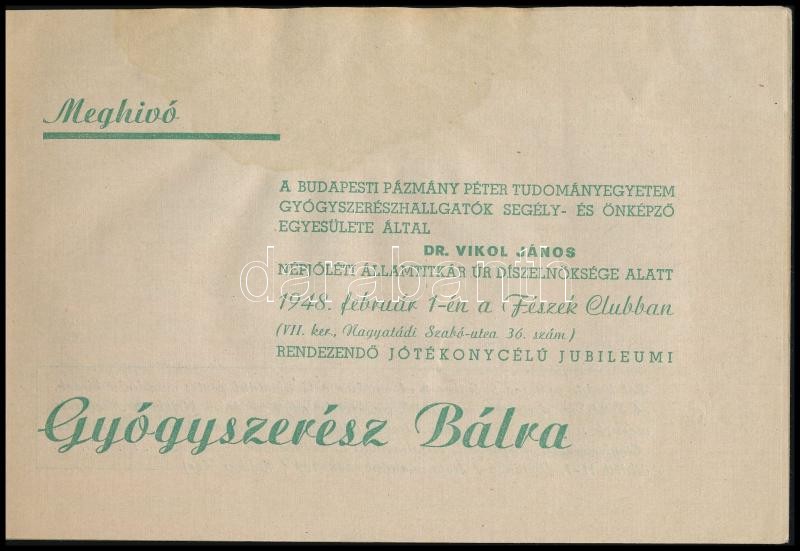 Meghivó
A BUDAPESTI PÁZMÁNY PÉTER TUDOMÁNYEGYETEM
GYÓGYSZERÉSZHALLGATÓK SEGÉLY- ÉS ÖNKÉPZŐ
EGYESÜLETE ÁLTAL
DR. VIKOL JÁNOS
NÉPJÓLÉTI ÁLLAMTITKÁR ÚR DÍSZELNÖKSÉGE ALATT
darabanth
1948. február 1-én a Fészek Clubban
(VII. ker., Nagyatádi Szabó-utca 36. szám)
RENDEZENDŐ JÓTÉKONYCÉLÚ JUBILEUMI
Gyógyszerész Bálra